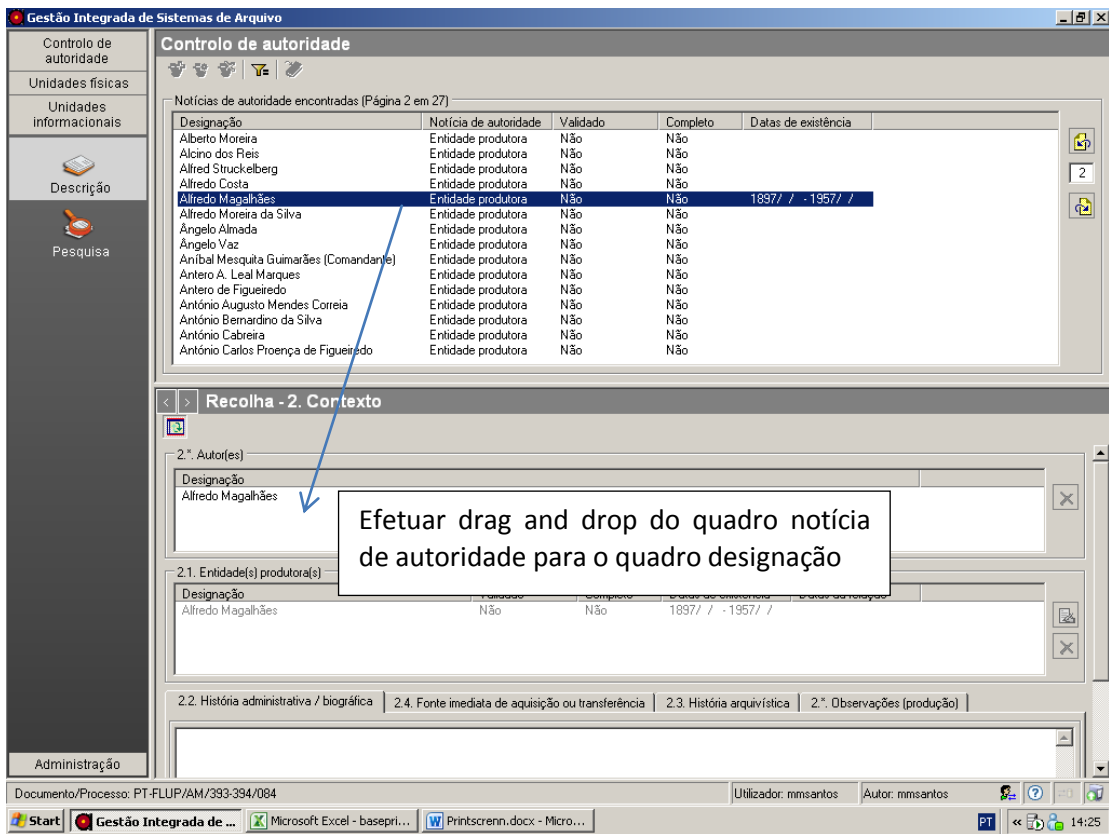 Gestão Integrada de Sistemas de Arquivo
Controlo de
autoridade
Unidades físicas
Unidades
informacionais
Descrição
Pesquisa
Administração
Controlo de autoridade
Notícias de autoridade encontradas (Página 2 em 27)
Designação Notícia de autoridade Validado Completo Datas de existência
Alberto Moreira Entidade produtora Não Não
Alcino dos Reis Entidade produtora Não Não
Alfred Struckelberg Entidade produtora Não Não
Alfredo Costa Entidade produtora Não Não
Alfredo Magalhães Entidade produtora Não Não 1897/ / - 1957/ /
Alfredo Moreira da Silva Entidade produtora Não Não
Ângelo Almada Entidade produtora Não Não
Ângelo Vaz Entidade produtora Não Não
Aníbal Mesquita Guimarães (Comandante) Entidade produtora Não Não
Antero A. Leal Marques Entidade produtora Não Não
Antero de Figueiredo Entidade produtora Não Não
António Augusto Mendes Correia Entidade produtora Não Não
António Bernardino da Silva Entidade produtora Não Não
António Cabreira Entidade produtora Não Não
António Carlos Proença de Figueiredo Entidade produtora Não Não
2
< > Recolha - 2. Contexto
2.*. Autor(es)
Designação
Alfredo Magalhães
Efetuar drag and drop do quadro notícia
de autoridade para o quadro designação
2.1. Entidade(s) produtora(s)
Designação
Alfredo Magalhães Não Não 1897/ / - 1957/ /
2.2. História administrativa / biográfica 2.4. Fonte imediata de aquisição ou transferência 2.3. História arquivística 2.*. Observações (produção)
Documento/Processo: PT-FLUP/AM/393-394/084 Utilizador: mmsantos Autor: mmsantos
Start Gestão Integrada de ... Microsoft Excel - basepri... Printscrenn.docx - Micro... PT « 14:25